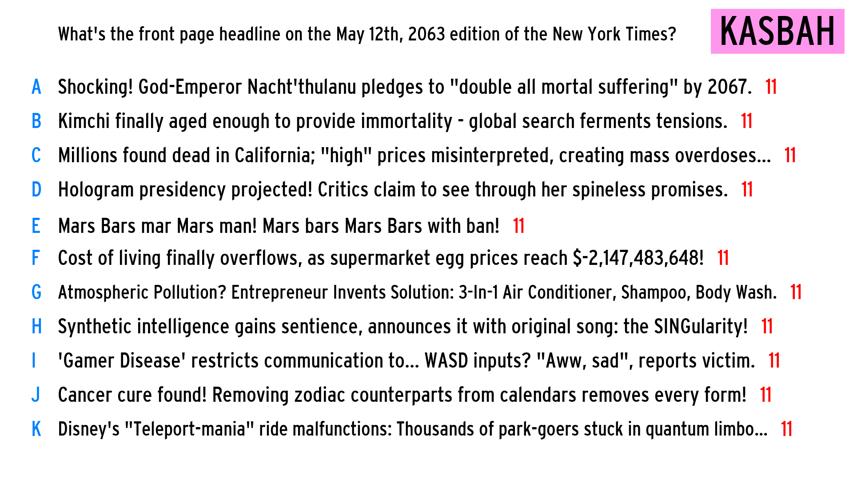 What's the front page headline on the May 12th, 2063 edition of the New York Times?
KASBAH
A Shocking! God-Emperor Nacht'thulanu pledges to "double all mortal suffering" by 2067. 11
B Kimchi finally aged enough to provide immortality - global search ferments tensions. 11
C Millions found dead in California; "high" prices misinterpreted, creating mass overdoses... 11
D Hologram presidency projected! Critics claim to see through her spineless promises. 11
E Mars Bars mar Mars man! Mars bars Mars Bars with ban! 11
F Cost of living finally overflows, as supermarket egg prices reach $-2,147,483,648! 11
G Atmospheric Pollution? Entrepreneur Invents Solution: 3-In-1 Air Conditioner, Shampoo, Body Wash. 11
H Synthetic intelligence gains sentience, announces it with original song: the SINGularity! 11
I 'Gamer Disease' restricts communication to... WASD inputs? "Aww, sad", reports victim. 11
J Cancer cure found! Removing zodiac counterparts from calendars removes every form! 11
K Disney's "Teleport-mania" ride malfunctions: Thousands of park-goers stuck in quantum limbo... 11